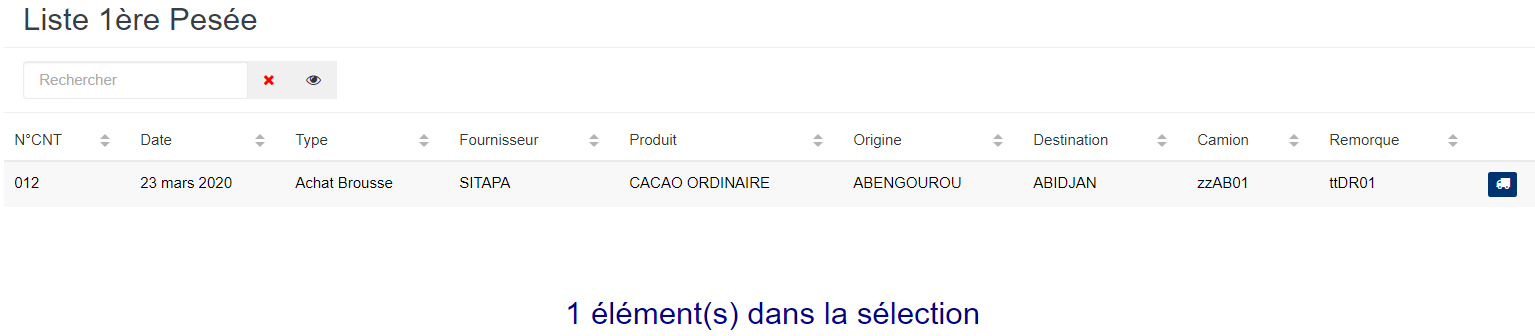 Liste 1ère Pesée
Rechercher
N°CNT Date Type Fournisseur Produit Origine Destination Camion Remorque
012 23 mars 2020 Achat Brousse SITAPA CACAO ORDINAIRE ABENGOUROU ABIDJAN zzAB01 ttDR01
1 élément(s) dans la sélection